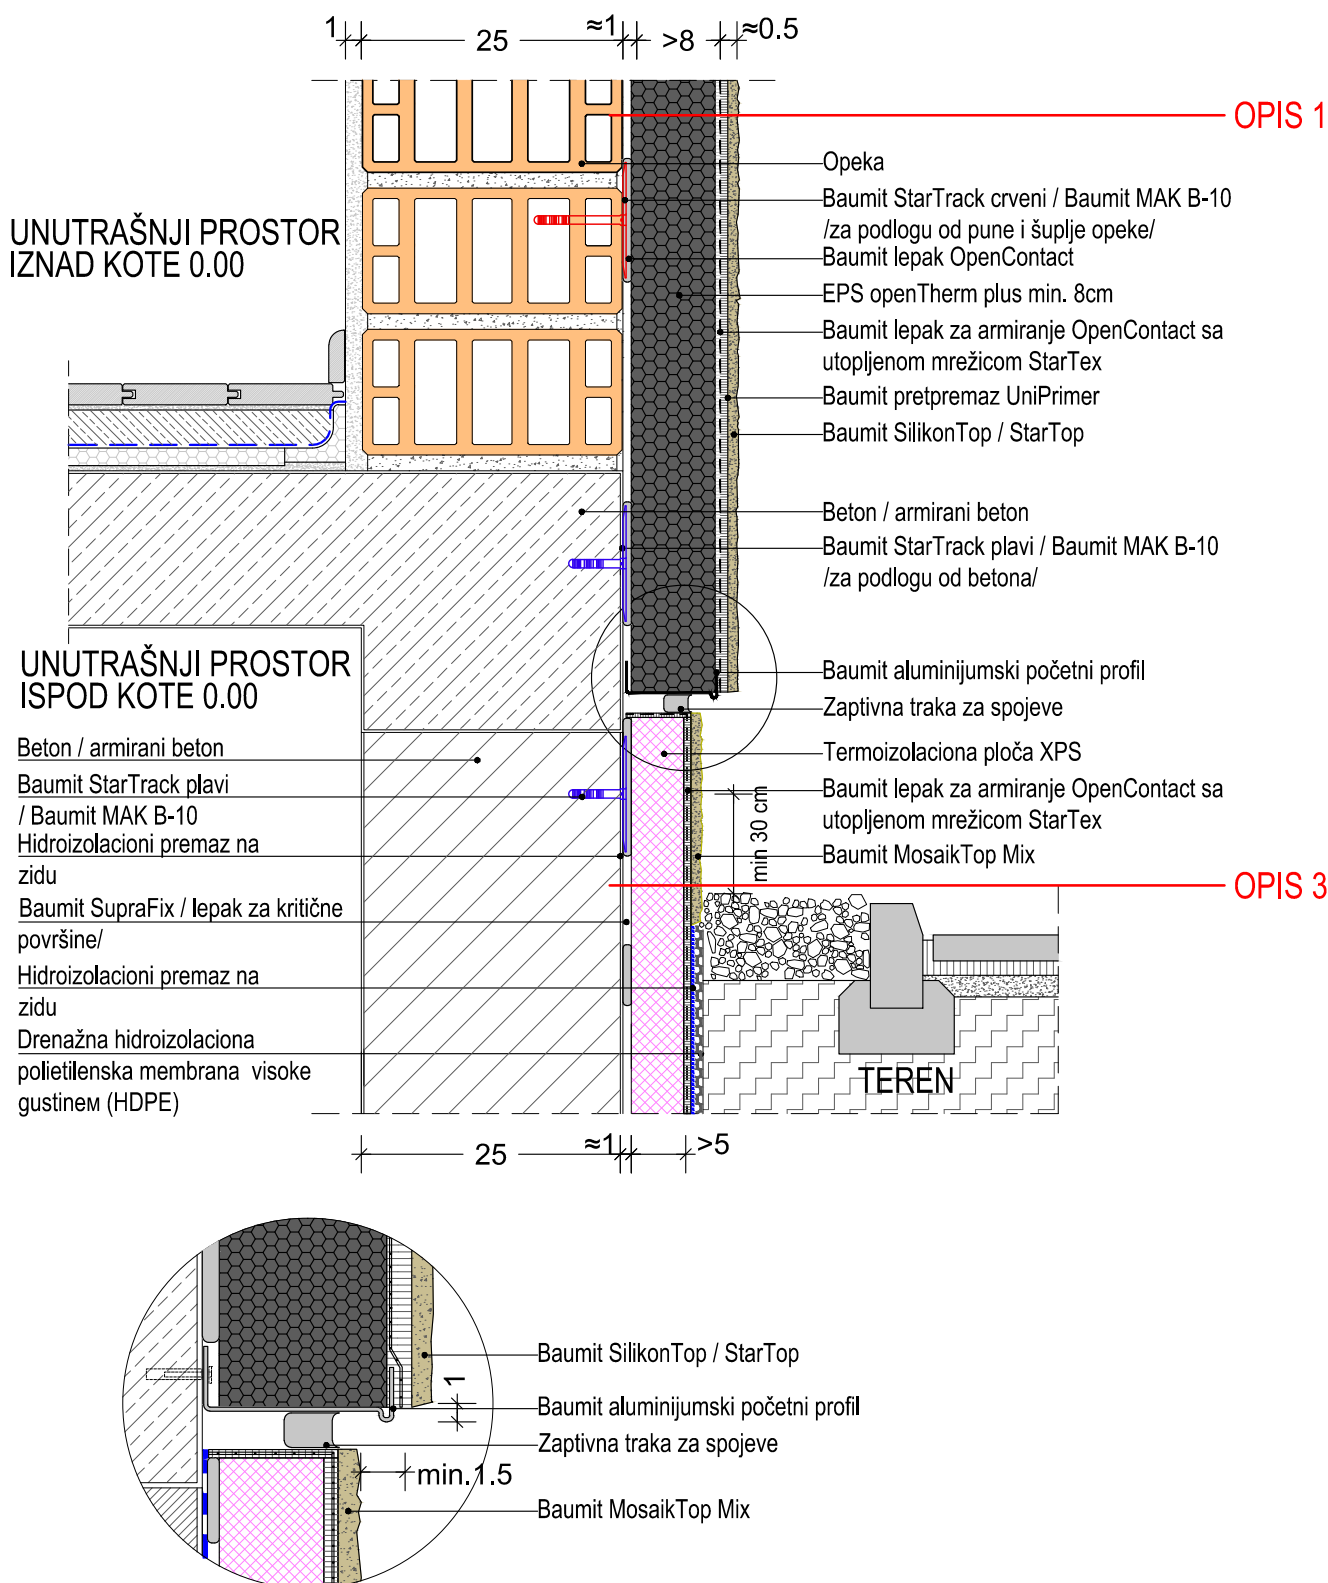 1
25
≈1
>8
≈0.5
OPIS 1
Opeka
Baumit StarTrack crveni / Baumit MAK B-10
/za podlogu od pune i šuplje opeke/
Baumit lepak OpenContact
EPS openTherm plus min. 8cm
Baumit lepak za armiranje OpenContact sa
utopljenom mrežicom StarTex
Baumit pretpremaz UniPrimer
Baumit SilikonTop / StarTop
UNUTRAŠNJI PROSTOR
IZNAD KOTE 0.00
Beton / armirani beton
Baumit StarTrack plavi / Baumit MAK B-10
/za podlogu od betona/
Baumit aluminijumski početni profil
Zaptivna traka za spojeve
Termoizolaciona ploča XPS
Baumit lepak za armiranje OpenContact sa
utopljenom mrežicom StarTex
Baumit MosaikTop Mix
min 30 cm
OPIS 3
UNUTRAŠNJI PROSTOR
ISPOD KOTE 0.00
Beton / armirani beton
Baumit StarTrack plavi
/ Baumit MAK B-10
Hidroizolacioni premaz na
zidu
Baumit SupraFix / lepak za kritične
površine/
Hidroizolacioni premaz na
zidu
Drenažna hidroizolaciona
polietilenska membrana visoke
gustineм (HDPE)
TEREN
25
≈1
>5
Baumit SilikonTop / StarTop
1
Baumit aluminijumski početni profil
Zaptivna traka za spojeve
min.1.5
Baumit MosaikTop Mix